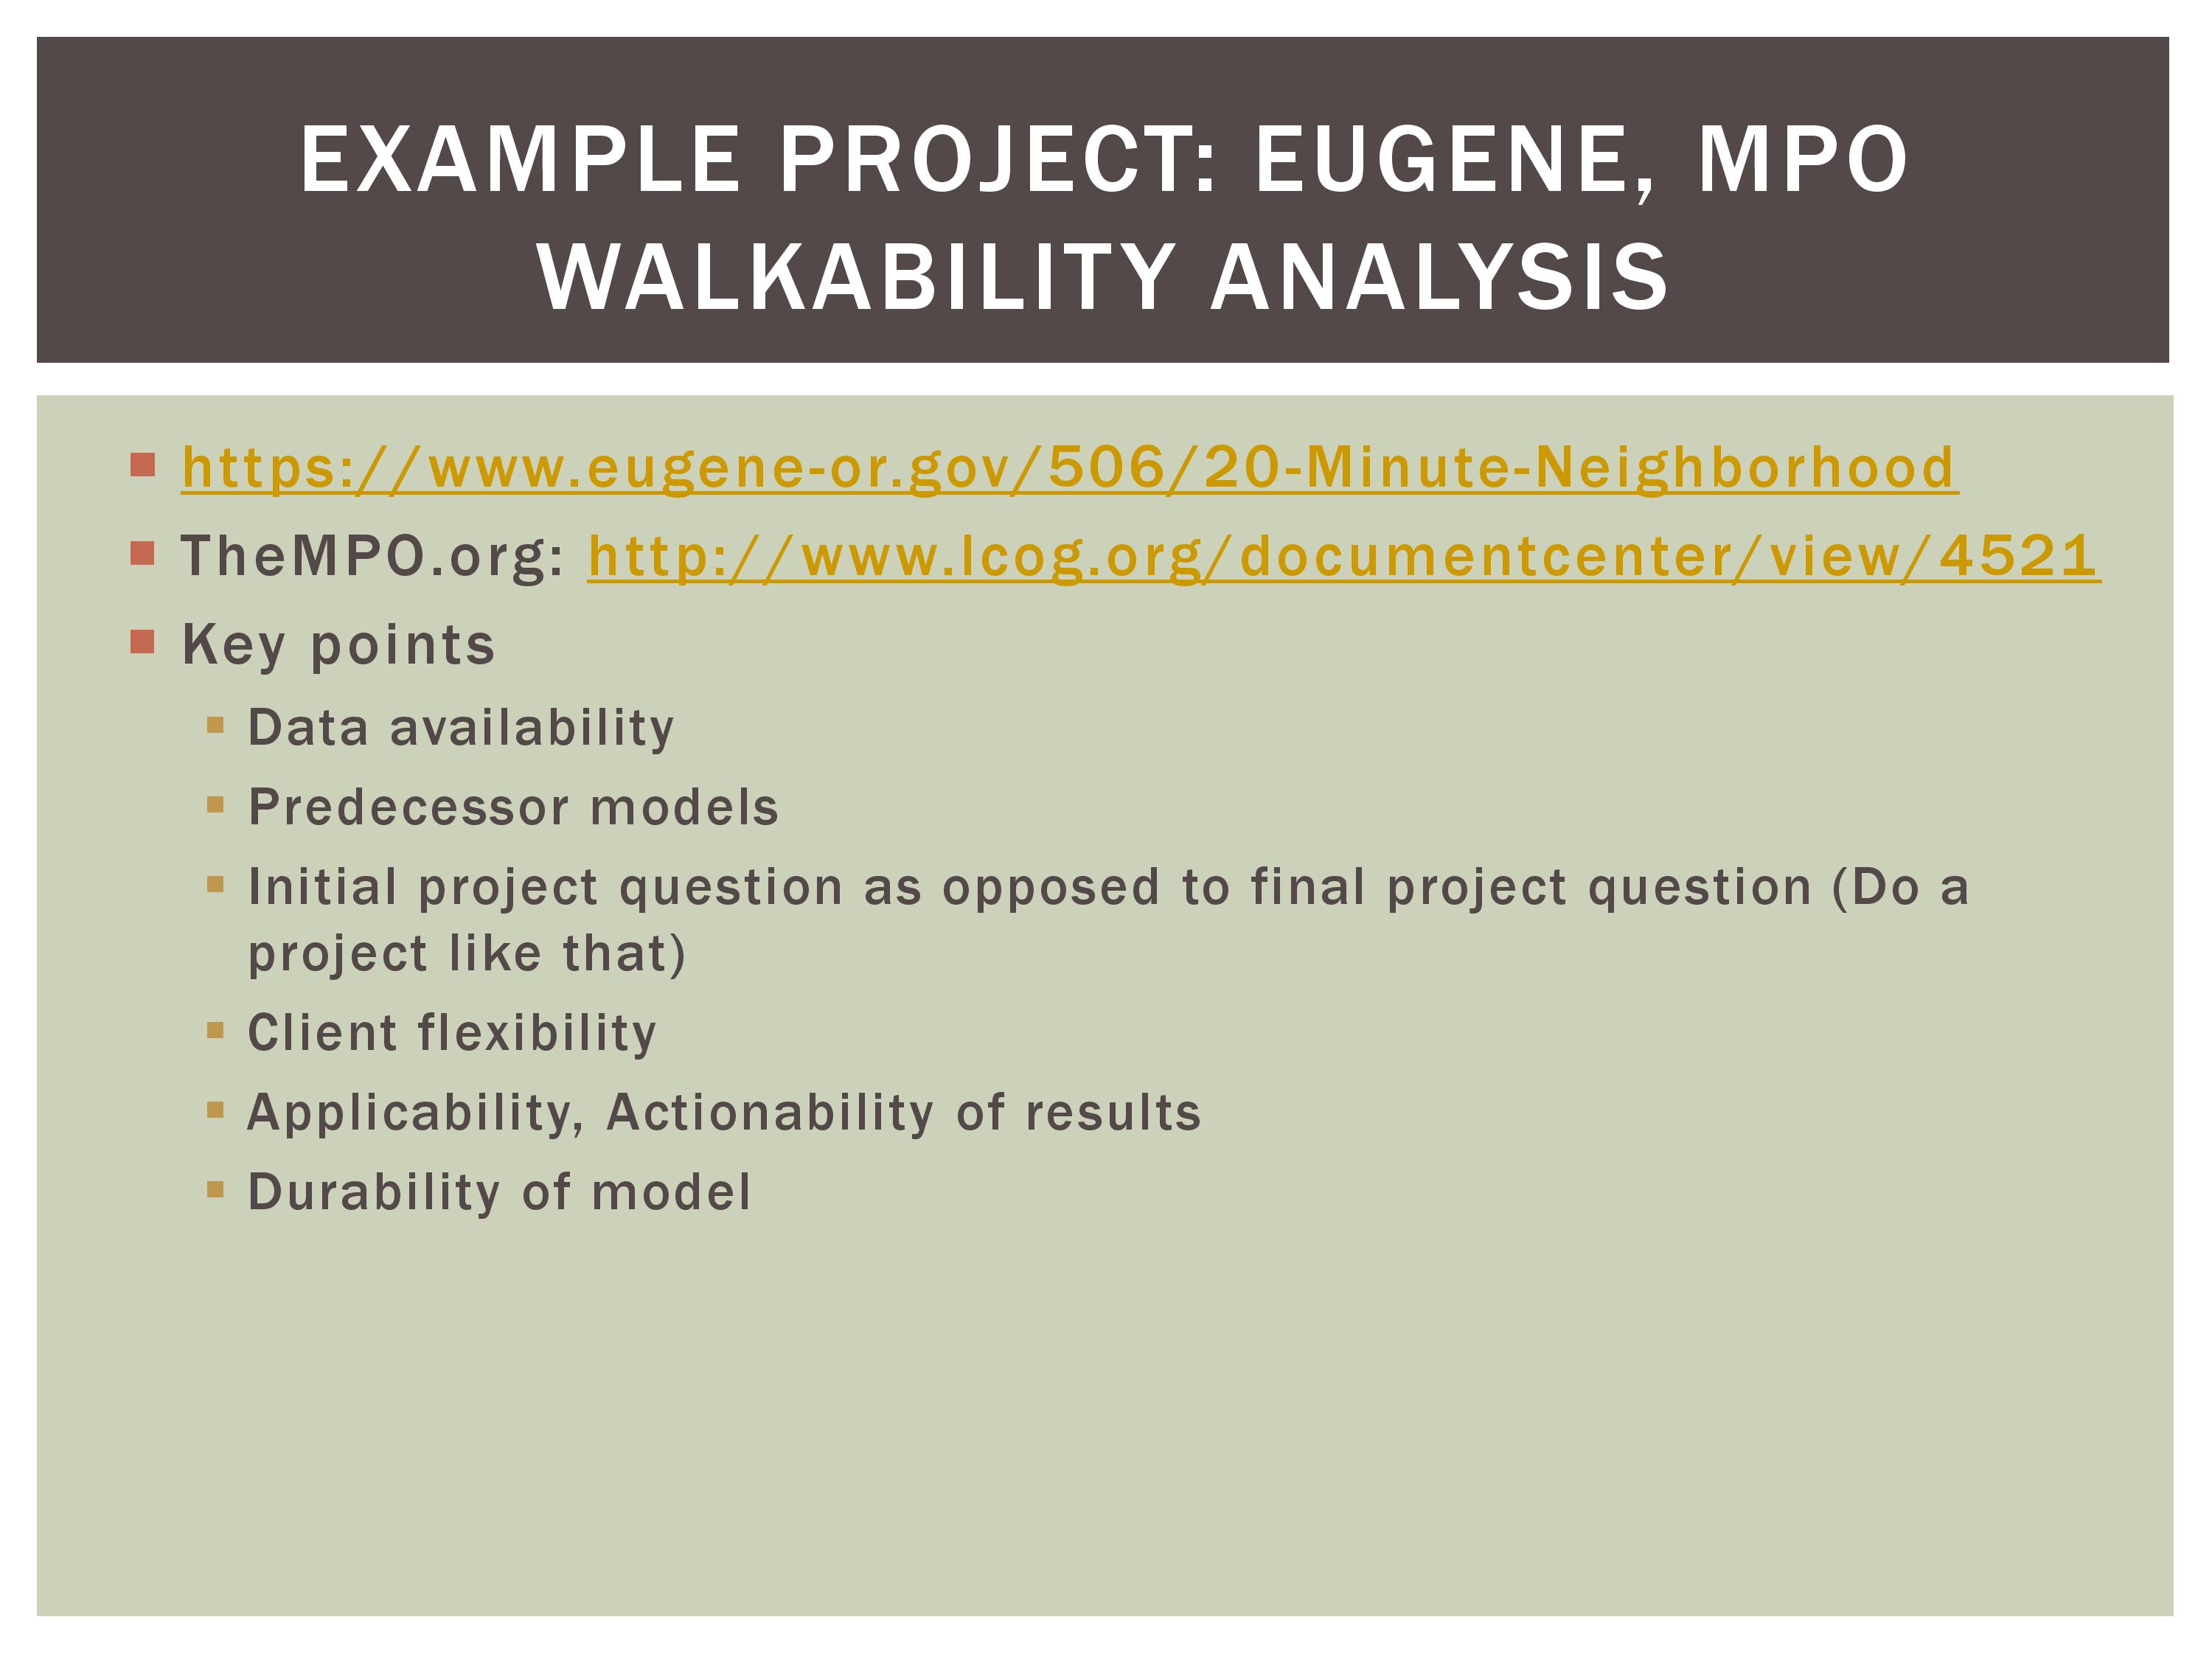 EXAMPLE PROJECT: EUGENE, MPO
WALKABILITY ANALYSIS
https://www.eugene-or.gov/506/20-Minute-Neighborhood
TheMPO.org: http://www.lcog.org/documentcenter/view/4521
Key points
Data availability
Predecessor models
Initial project question as opposed to final project question (Do a
project like that)
Client flexibility
Applicability, Actionability of results
Durability of model